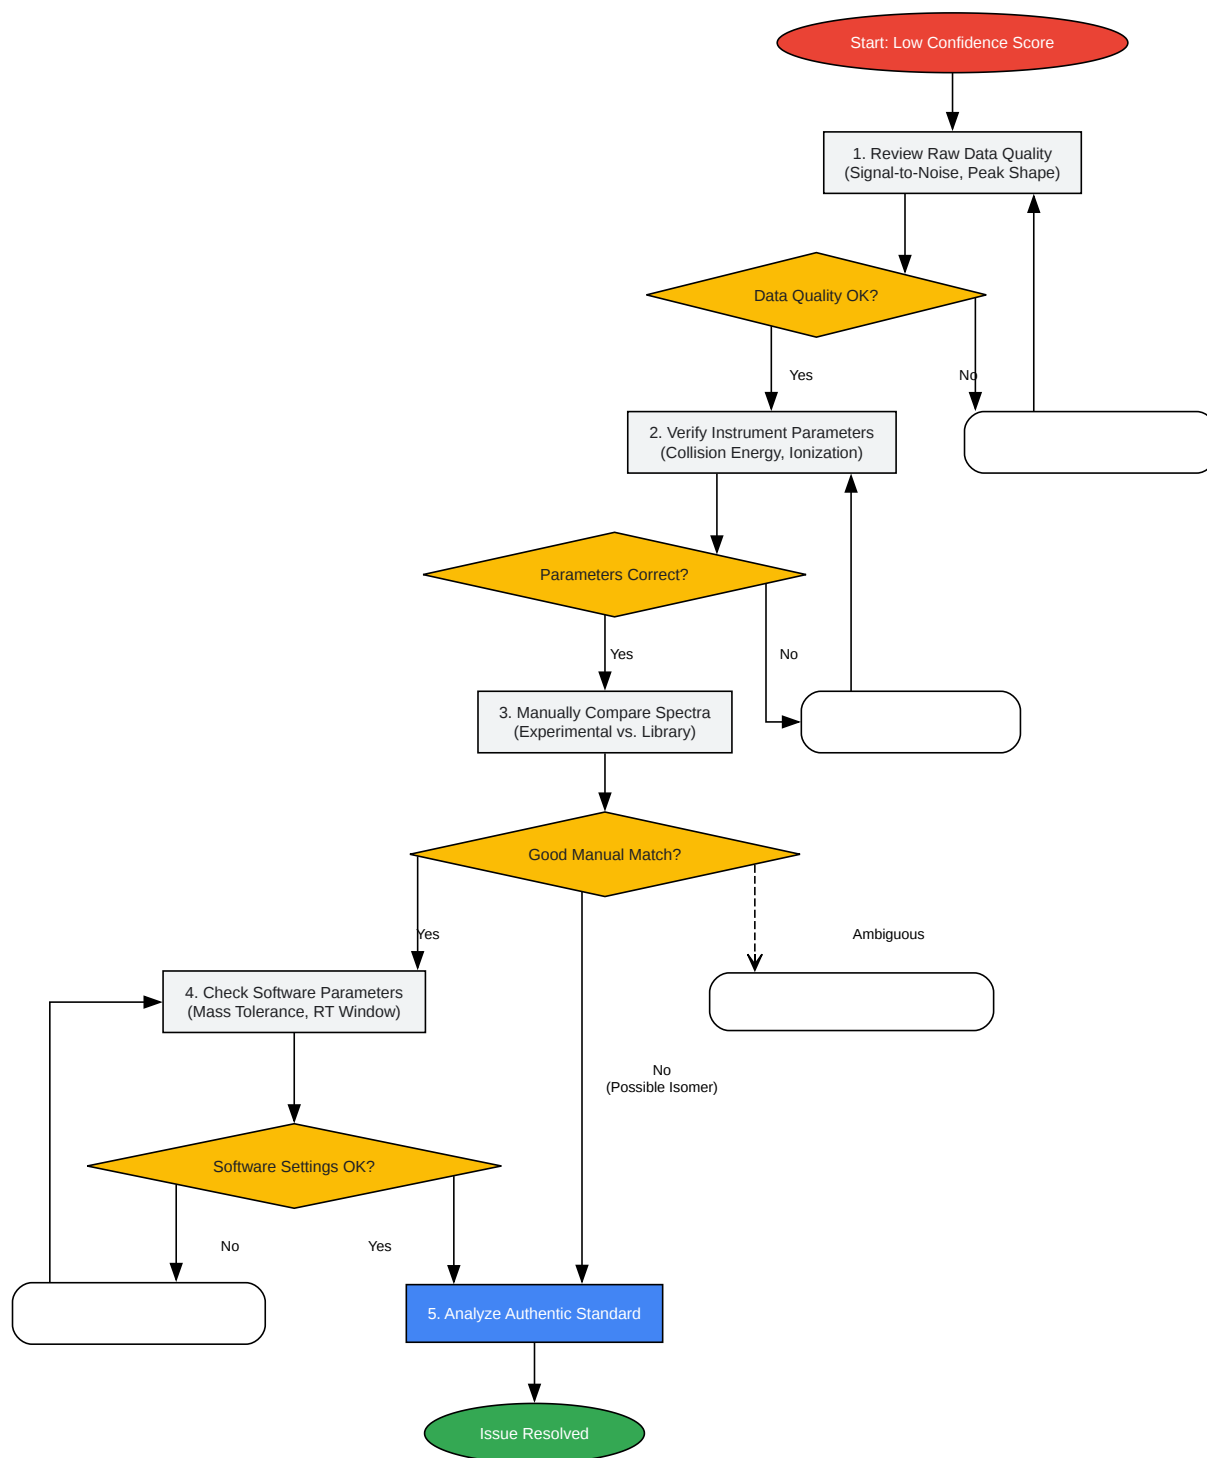 Start: Low Confidence Score
1. Review Raw Data Quality
(Signal-to-Noise, Peak Shape)
Data Quality OK?
Yes
No
2. Verify Instrument Parameters
(Collision Energy, Ionization)
Parameters Correct?
Yes
No
3. Manually Compare Spectra
(Experimental vs. Library)
Good Manual Match?
Yes
Ambiguous
4. Check Software Parameters
(Mass Tolerance, RT Window)
No
(Possible Isomer)
Software Settings OK?
No
Yes
5. Analyze Authentic Standard
Issue Resolved